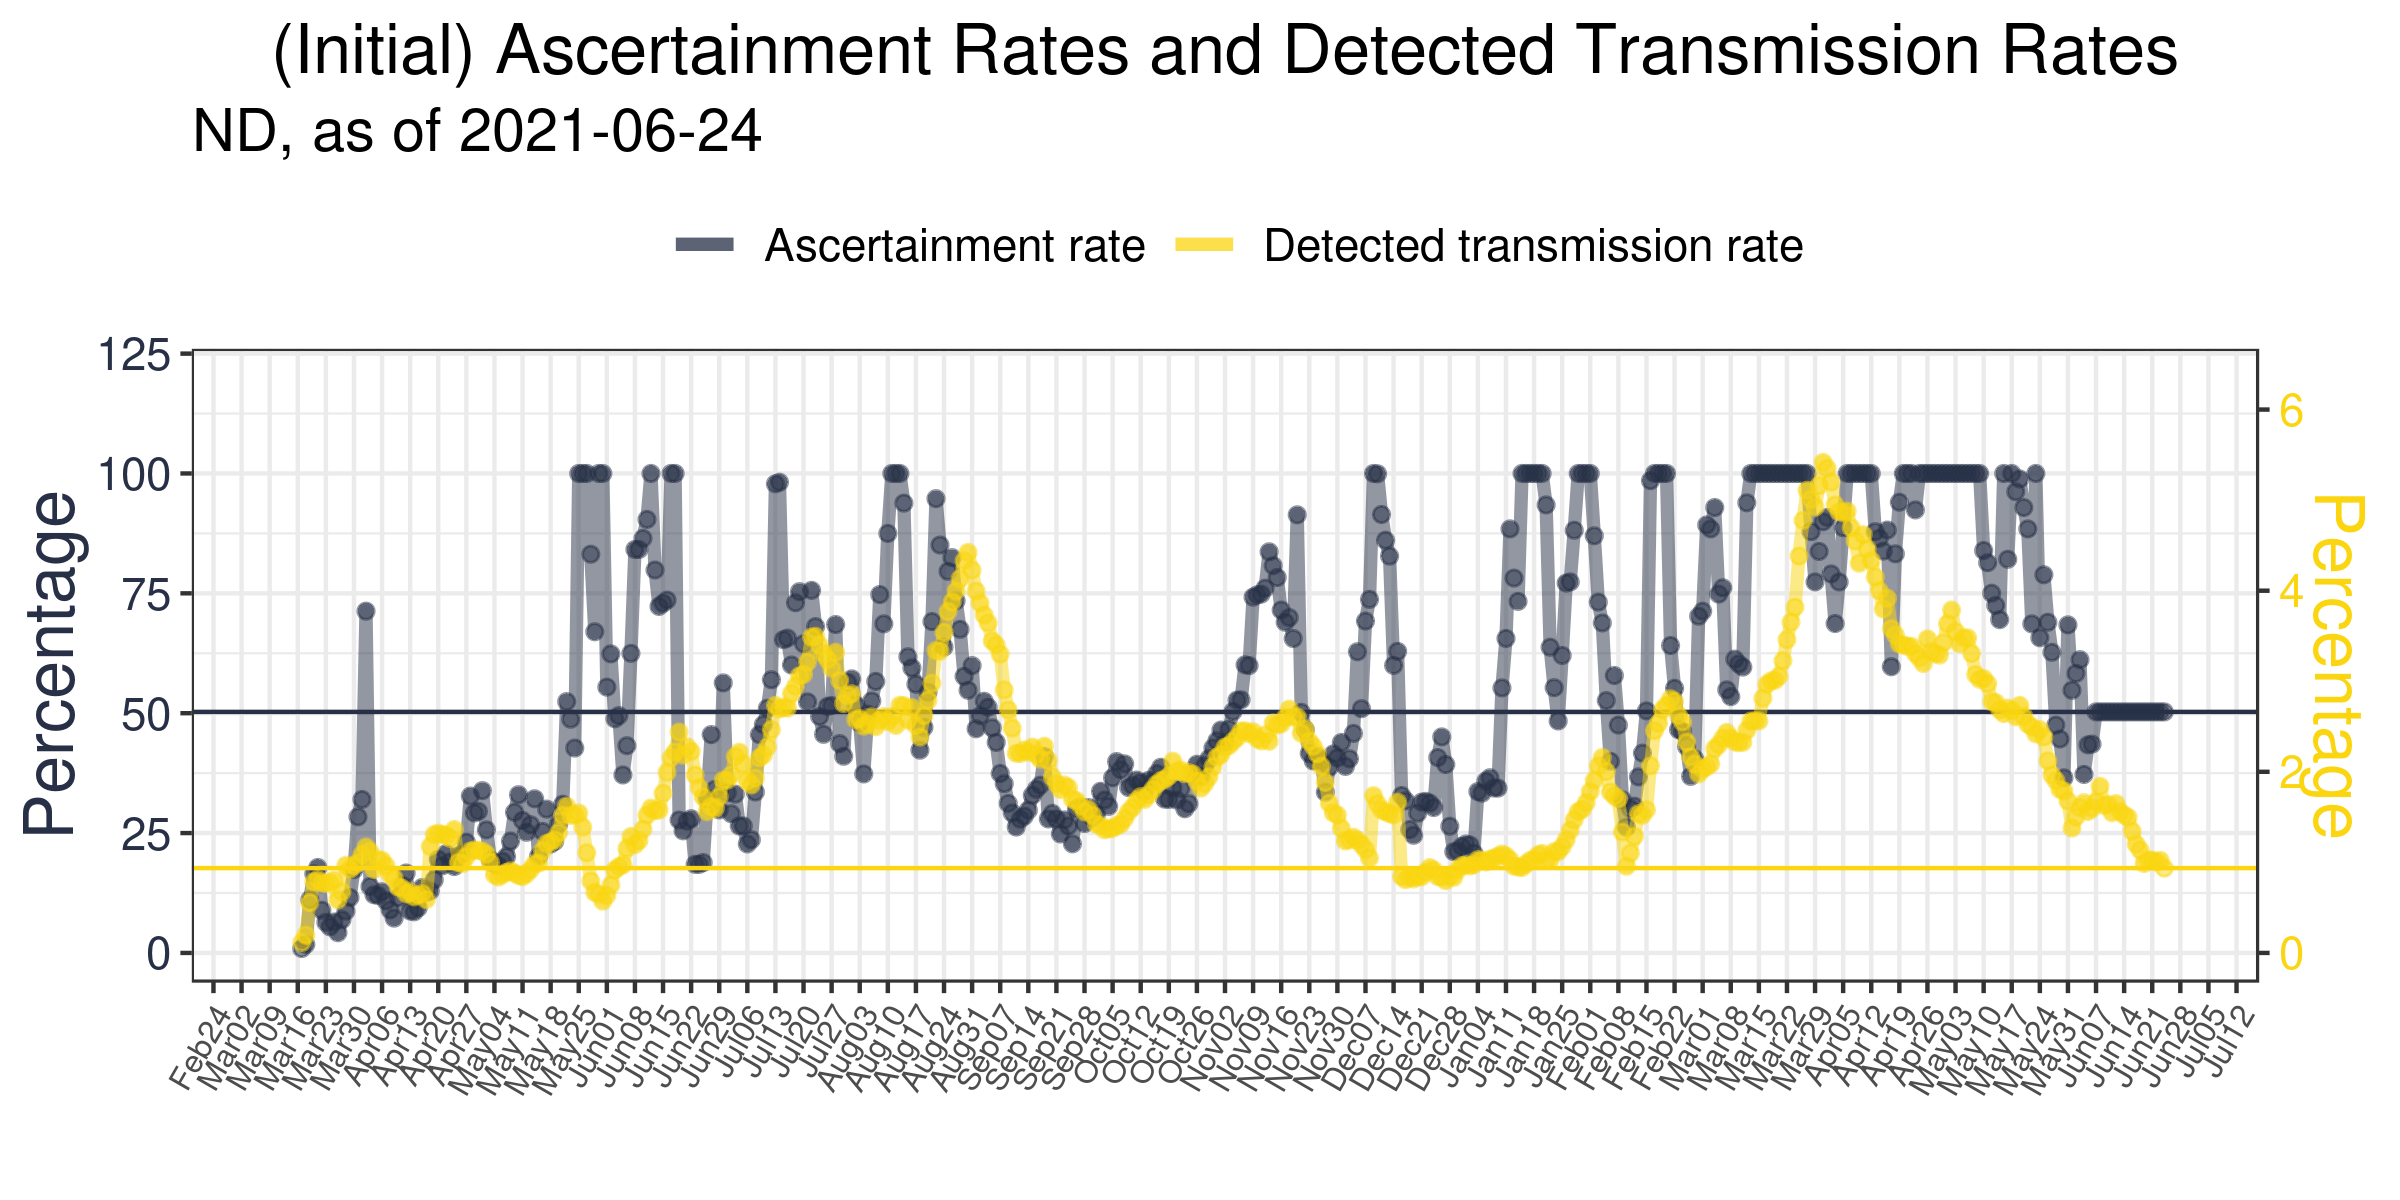 (Initial) Ascertainment Rates and Detected Transmission Rates
ND, as of 2021-06-24
Ascertainment rate
Detected transmission rate
Percentage
125
100
75
50
25
0
6
4
2
0
Percentage
Feb24
Mar02
Mar09
Mar16
Mar23
Mar30
Apr06
Apr13
Apr20
Apr27
May04
May11
May18
May25
Jun01
Jun08
Jun15
Jun22
Jun29
Jul06
Jul13
Jul20
Jul27
Aug03
Aug10
Aug17
Aug24
Aug31
Sep07
Sep14
Sep21
Sep28
Oct05
Oct12
Oct19
Oct26
Nov02
Nov09
Nov16
Nov23
Nov30
Dec07
Dec14
Dec21
Dec28
Jan04
Jan11
Jan18
Jan25
Feb01
Feb08
Feb15
Feb22
Mar01
Mar08
Mar15
Mar22
Mar29
Apr05
Apr12
Apr19
Apr26
May03
May10
May17
May24
May31
Jun07
Jun14
Jun21
Jun28
Jul05
Jul12